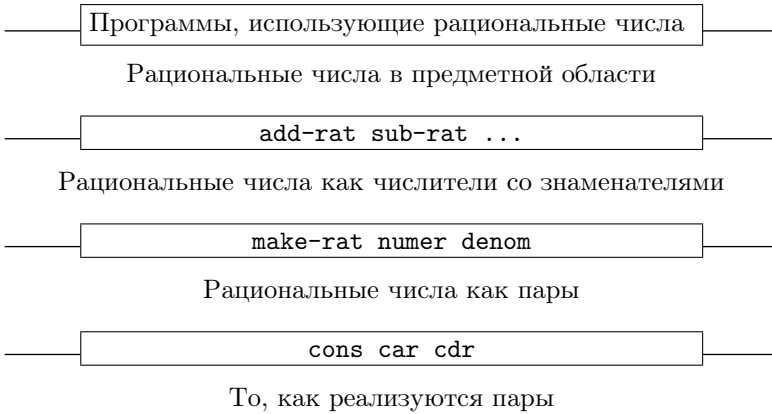 Программы, использующие рациональные числа
Рациональные числа в предметной области
add-rat sub-rat ...
Рациональные числа как числители со знаменателями
make-rat numer denom
Рациональные числа как пары
cons car cdr
То, как реализуются пары